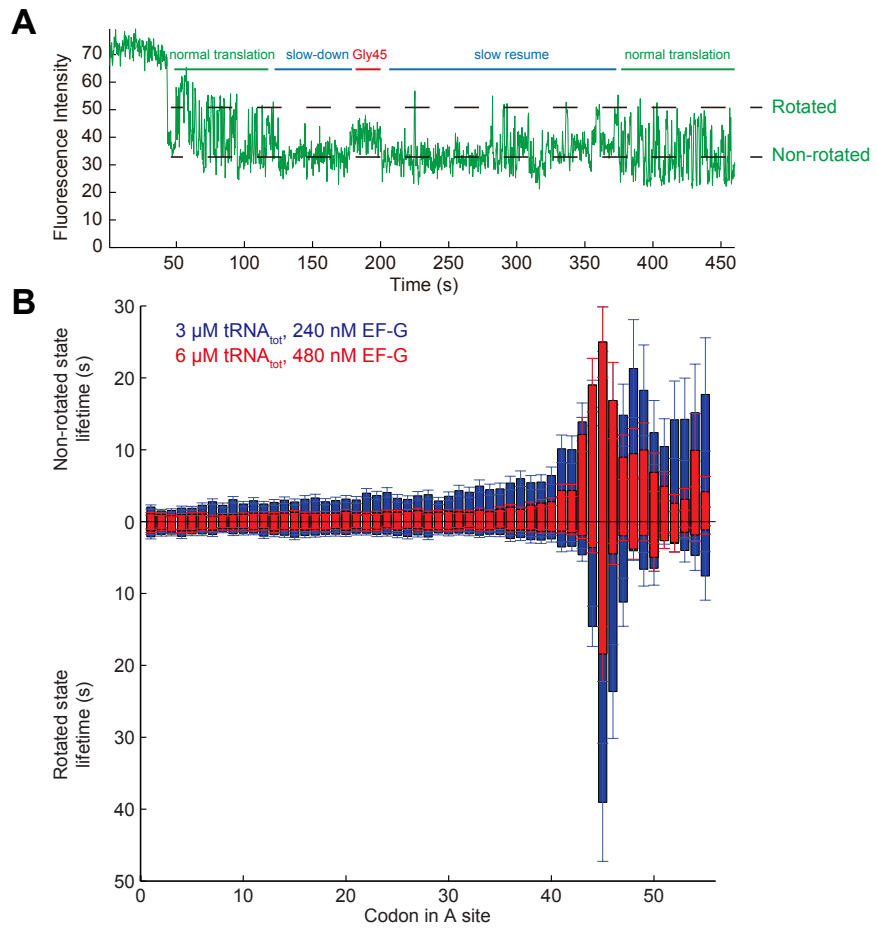 A
normal translation slow-down Gly45 slow resume normal translation
Fluorescence Intensity
70
60
50
40
30
20
10
0
Rotated
Non-rotated
50 100 150 200 250 300 350 400 450
Time (s)
B
3 µM tRNAtot, 240 nM EF-G
6 µM tRNAtot, 480 nM EF-G
Non-rotated state
lifetime (s)
Rotated state
lifetime (s)
30
20
10
0
10
20
30
40
50
0 10 20 30 40 50
Codon in A site